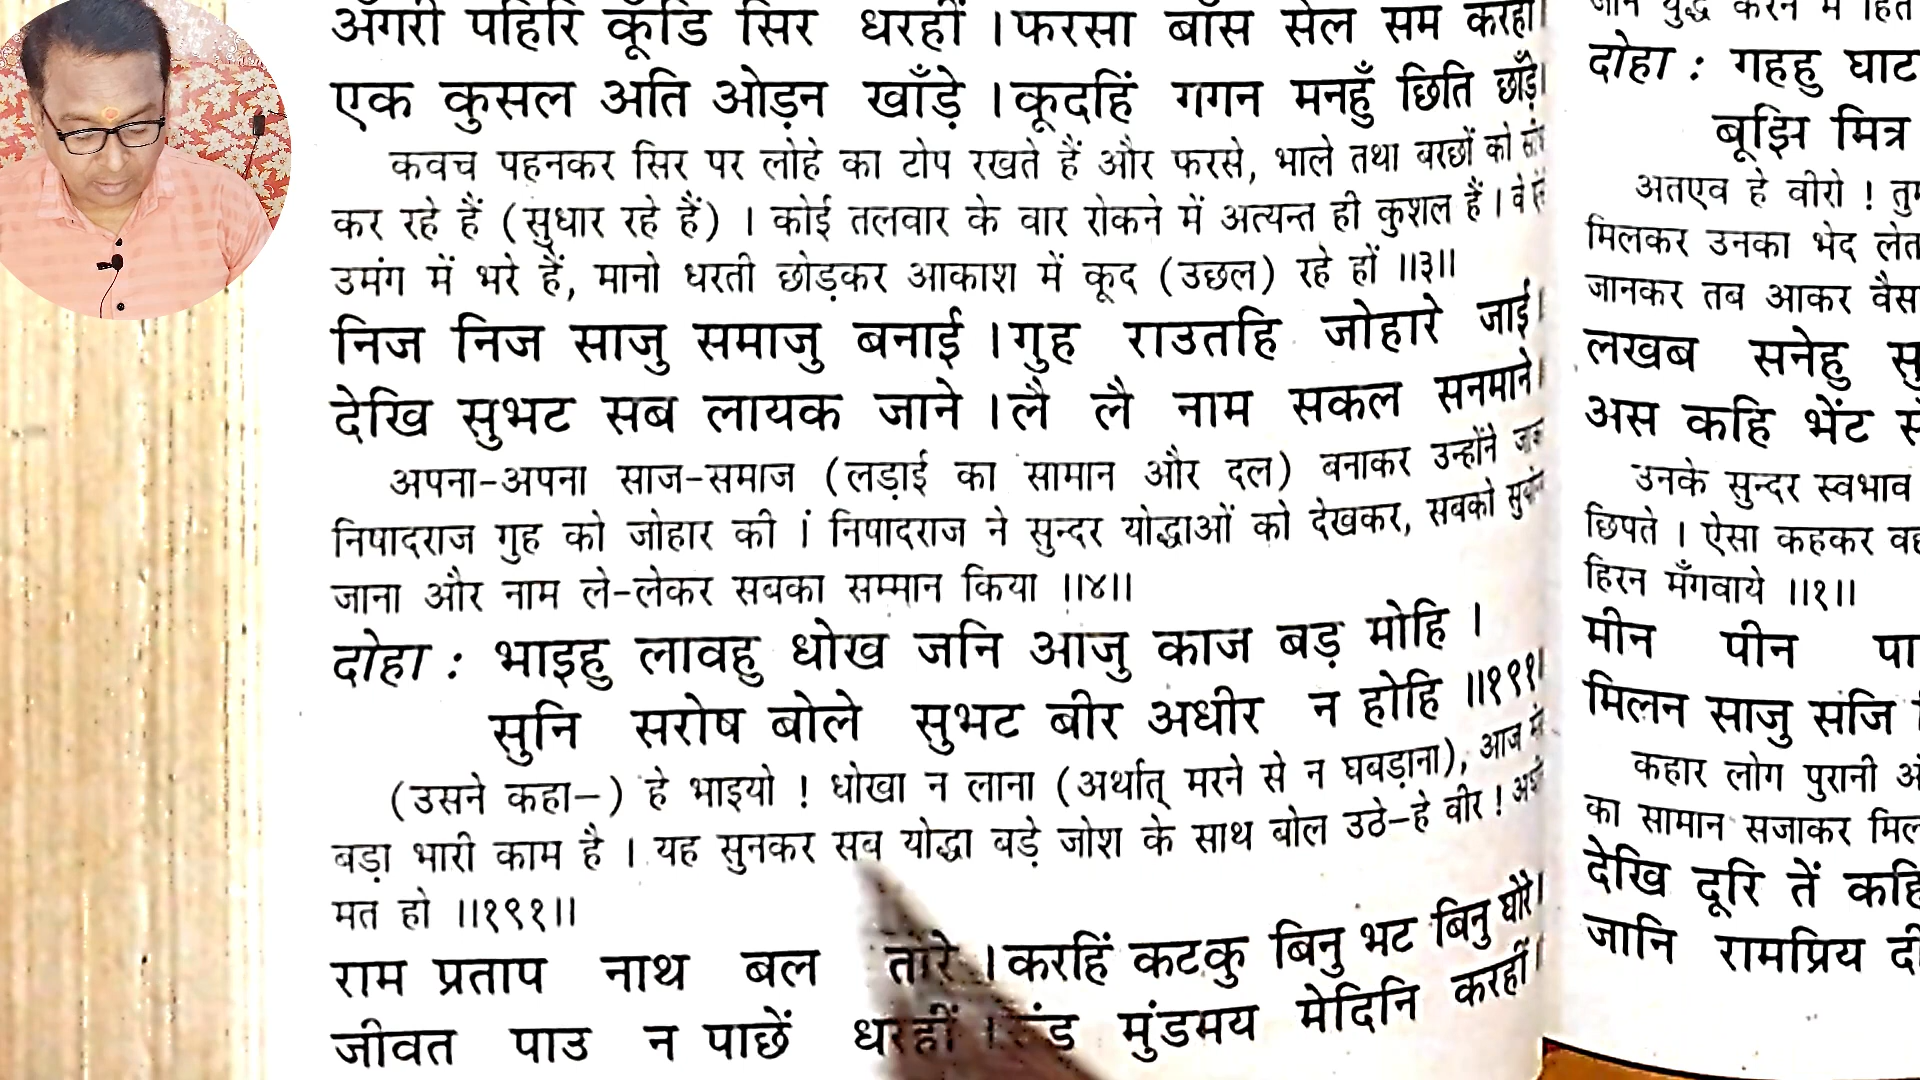 अँगरी पहिरि कूँडि सिर धरहीं । फरसा बाँस सेल सम करहीं।
एक कुसल अति ओड़न खाँड़े । कूदहिं गगन मनहुँ छिति छाँड़े।
कवच पहनकर सिर पर लोहे का टोप रखते हैं और फरसे, भाले तथा बरछों को
कर रहे हैं (सुधार रहे हैं) । कोई तलवार के वार रोकने में अत्यन्त ही कुशल हैं । वे
उमंग में भरे हैं, मानो धरती छोड़कर आकाश में कूद (उछल) रहे हों ॥३॥
निज निज साजु समाजु बनाई । गुह राउतहि जोहारे जाई।
देखि सुभट सब लायक जाने । लै लै नाम सकल सनमाने।
अपना-अपना साज-समाज (लड़ाई का सामान और दल) बनाकर उन्होंने
निषादराज गुह को जोहार की । निषादराज ने सुन्दर योद्धाओं को देखकर, सबको
जाना और नाम ले-लेकर सबका सम्मान किया ॥४॥
दोहा : भाइहु लावहु धोख जनि आजु काज बड़ मोहि ।
सुनि सरोष बोले सुभट बीर अधीर न होहि ॥१९१॥
(उसने कहा–) हे भाइयो ! धोखा न लाना (अर्थात् मरने से न घबड़ाना), आज
बड़ा भारी काम है । यह सुनकर सब योद्धा बड़े जोश के साथ बोल उठे–हे वीर !
मत हो ॥१९१॥
राम प्रताप नाथ बल तोरे । करहिं कटकु बिनु भट बिनु घोरे।
जीवत पाउ न पाछें धरहीं । मुंडमय मेदिनि करहीं।
दोहा : गहहु घाट
बूझि मित्र
अतएव हे वीरो !
मिलकर उनका भेद
जानकर तब आकर
लखब सनेहु
अस कहि भेंट
उनके सुन्दर स्वभाव
छिपते । ऐसा कहकर
हिरन मँगवाये ॥१॥
मीन पीन
मिलन साजु सजि
कहार लोग पुरानी
का सामान सजाकर
देखि दूरि तें
जानि रामप्रिय